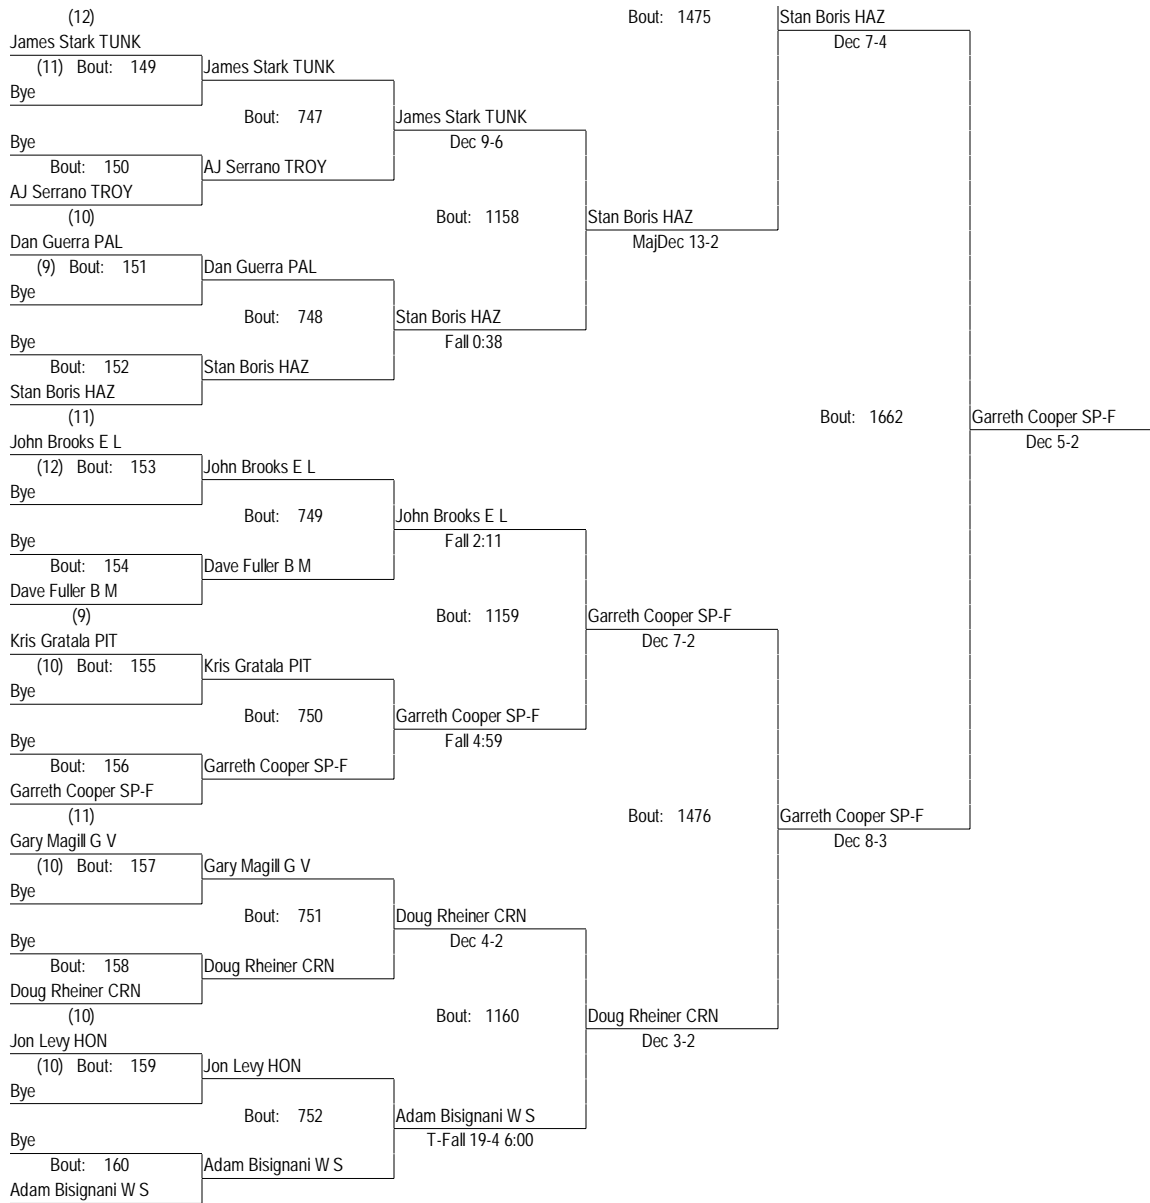 (12)
Bout: 1475
Stan Boris HAZ
James Stark TUNK
Dec 7-4
(11) Bout: 149
James Stark TUNK
Bye
Bout: 747
James Stark TUNK
Bye
Dec 9-6
Bout: 150
AJ Serrano TROY
AJ Serrano TROY
(10)
Bout: 1158
Stan Boris HAZ
Dan Guerra PAL
MajDec 13-2
(9) Bout: 151
Dan Guerra PAL
Bye
Bout: 748
Stan Boris HAZ
Bye
Fall 0:38
Bout: 152
Stan Boris HAZ
Stan Boris HAZ
(11)
Bout: 1662
Garreth Cooper SP-F
John Brooks E L
Dec 5-2
(12) Bout: 153
John Brooks E L
Bye
Bout: 749
John Brooks E L
Bye
Fall 2:11
Bout: 154
Dave Fuller B M
Dave Fuller B M
(9)
Bout: 1159
Garreth Cooper SP-F
Kris Gratala PIT
Dec 7-2
(10) Bout: 155
Kris Gratala PIT
Bye
Bout: 750
Garreth Cooper SP-F
Bye
Fall 4:59
Bout: 156
Garreth Cooper SP-F
Garreth Cooper SP-F
(11)
Bout: 1476
Garreth Cooper SP-F
Gary Magill G V
Dec 8-3
(10) Bout: 157
Gary Magill G V
Bye
Bout: 751
Doug Rheiner CRN
Bye
Dec 4-2
Bout: 158
Doug Rheiner CRN
Doug Rheiner CRN
(10)
Bout: 1160
Doug Rheiner CRN
Jon Levy HON
Dec 3-2
(10) Bout: 159
Jon Levy HON
Bye
Bout: 752
Adam Bisignani W S
Bye
T-Fall 19-4 6:00
Bout: 160
Adam Bisignani W S
Adam Bisignani W S